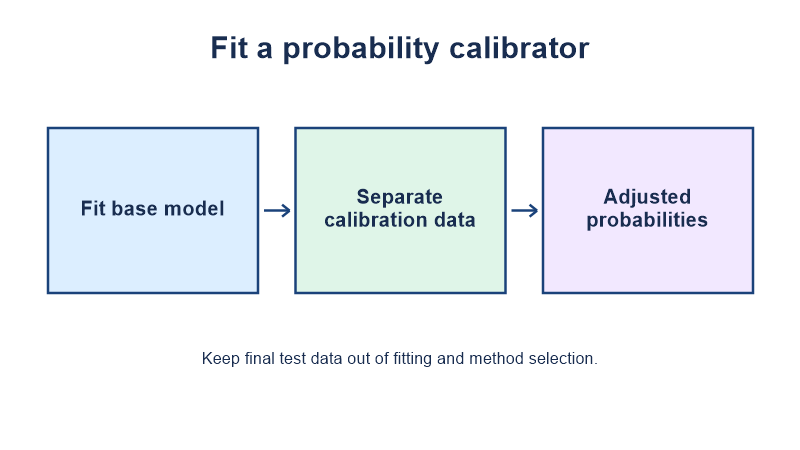 Fit a probability calibrator
Fit base model
Separate
calibration data
Adjusted
probabilities
Keep final test data out of fitting and method selection.